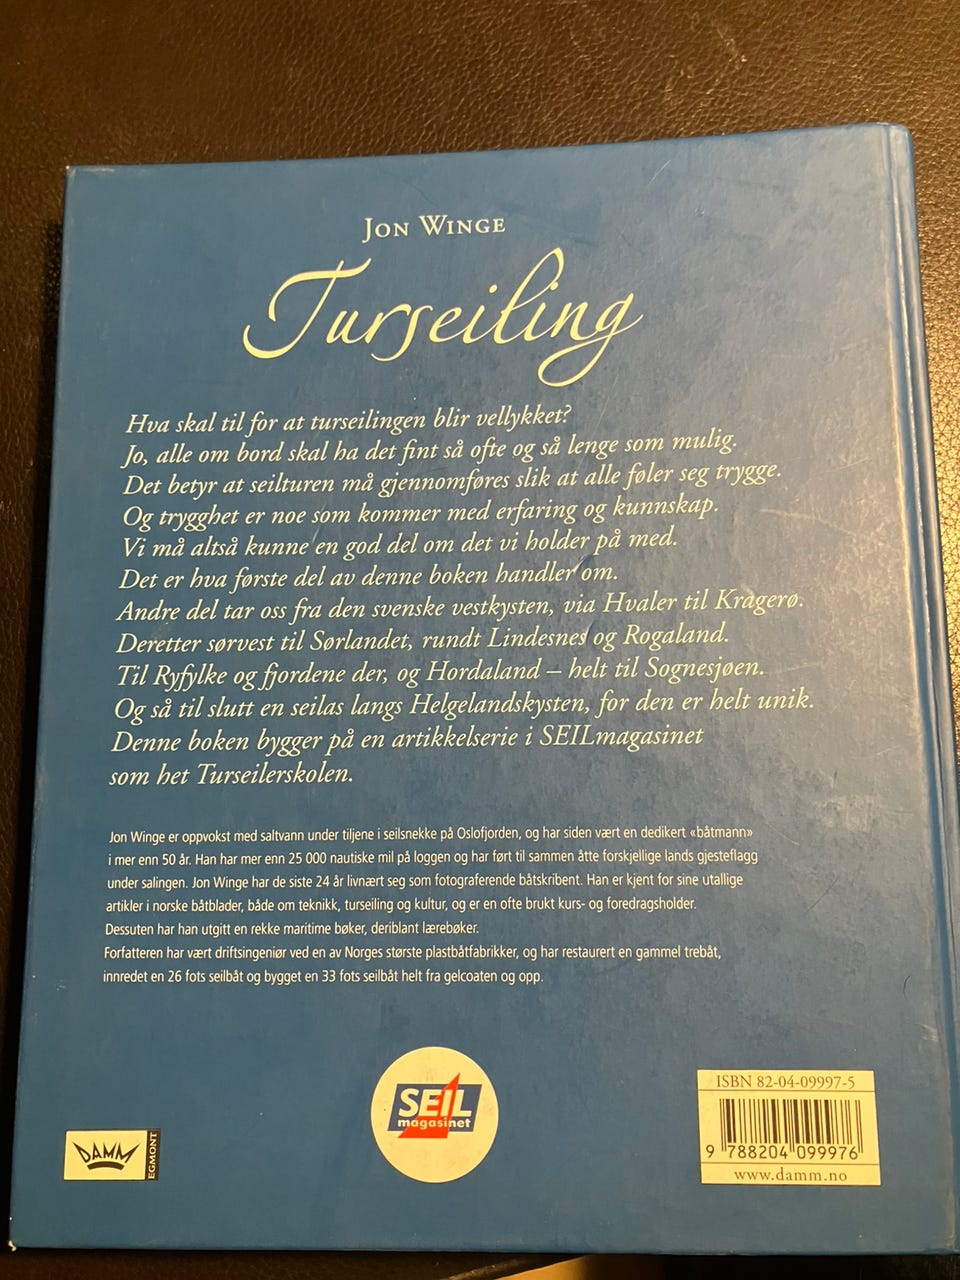 JON WINGE
Turseiling
Hva skal til for at turseilingen blir vellykket?
Jo, alle om bord skal ha det fint så ofte og så lenge som mulig.
Det betyr at seilturen må gjennomføres slik at alle føler seg trygge.
Og trygghet er noe som kommer med erfaring og kunnskap.
Vi må altså kunne en god del om det vi holder på med.
Det er hva første del av denne boken handler om.
Andre del tar oss fra den svenske vestkysten, via Hvaler til Kragerø.
Deretter sørvest til Sørlandet, rundt Lindesnes og Rogaland.
Til Ryfylke og fjordene der, og Hordaland – helt til Sognesjøen.
Og så til slutt en seilas langs Helgelandskysten, for den er helt unik.
Denne boken bygger på en artikkelserie i SEILmagasinet
som het Turseilerskolen.
Jon Winge er oppvokst med saltvann under tiljene i seilsnekke på Oslofjorden, og har siden vært en dedikert «båtmann»
i mer enn 50 år. Han har mer enn 25 000 nautiske mil på loggen og har ført til sammen åtte forskjellige lands gjesteflagg
under salingen. Jon Winge har de siste 24 år livnært seg som fotograferende båtskribent. Han er kjent for sine utallige
artikler i norske båtblader, både om teknikk, turseiling og kultur, og er en ofte brukt kurs- og foredragsholder.
Dessuten har han utgitt en rekke maritime bøker, deriblant lærebøker.
Forfatteren har vært driftsingeniør ved en av Norges største plastbåtfabrikker, og har restaurert en gammel trebåt,
innredet en 26 fots seilbåt og bygget en 33 fots seilbåt helt fra gelcoaten og opp.
DAMM
EGMONT
SEIL
magasinet
ISBN 82-04-09997-5
9 788204 099976
www.damm.no